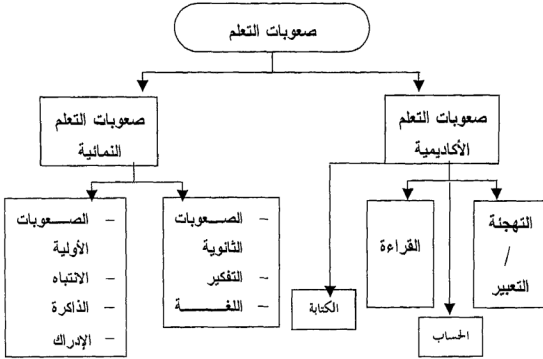 صعوبات التعلم
صعوبات التعلم
الأكاديمية
صعوبات التعلم
النمائية
التهجئة
/
التعبير
القراءة
الحساب
الكتابة
– الصعوبات
الثانوية
– التفكير
– اللغة
– الصعوبات
الأولية
– الانتباه
– الذاكرة
– الإدراك